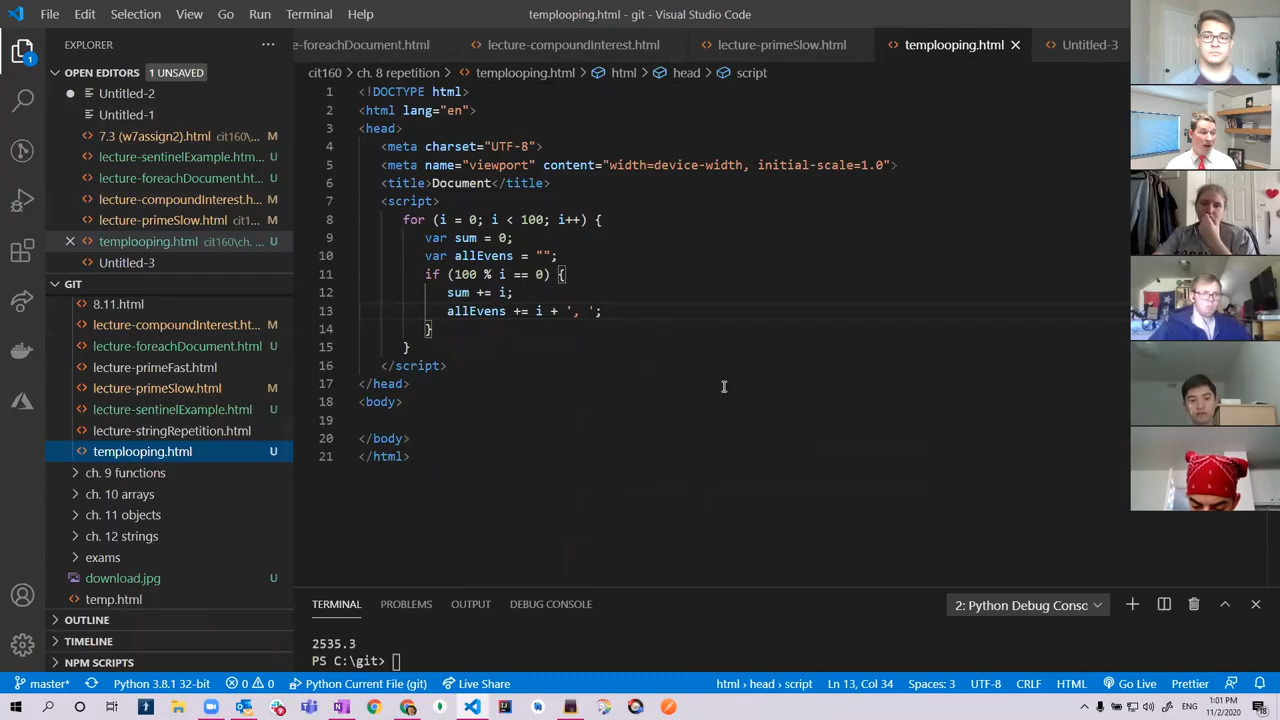 File Edit Selection View Go Run Terminal Help templooping.html - git - Visual Studio Code
EXPLORER ···
OPEN EDITORS 1 UNSAVED
Untitled-2
Untitled-1
7.3 (w7assign2).html cit160\... M
lecture-sentinelExample.htm... U
lecture-foreachDocument.html... U
lecture-compoundInterest.h... M
lecture-primeSlow.html cit160\... M
templooping.html cit160\ch. ... U
Untitled-3
GIT
8.11.html
lecture-compoundInterest.ht... M
lecture-foreachDocument.html U
lecture-primeFast.html
lecture-primeSlow.html M
lecture-sentinelExample.html U
lecture-stringRepetition.html
templooping.html U
ch. 9 functions
ch. 10 arrays
ch. 11 objects
ch. 12 strings
exams
download.jpg U
temp.html
OUTLINE
TIMELINE
NPM SCRIPTS
e-foreachDocument.html lecture-compoundInterest.html lecture-primeSlow.html templooping.html Untitled-3
cit160 > ch. 8 repetition > templooping.html > html > head > script
1 <!DOCTYPE html>
2 <html lang="en">
3 <head>
4 <meta charset="UTF-8">
5 <meta name="viewport" content="width=device-width, initial-scale=1.0">
6 <title>Document</title>
7 <script>
8 for (i = 0; i < 100; i++) {
9 var sum = 0;
10 var allEvens = "";
11 if (100 % i == 0) {
12 sum += i;
13 allEvens += i + ', ';
14 }
15 }
16 </script>
17 </head>
18 <body>
19
20 </body>
21 </html>
TERMINAL PROBLEMS OUTPUT DEBUG CONSOLE 2: Python Debug Consc
2535.3
PS C:\git>
master* Python 3.8.1 32-bit 0 0 Python Current File (git) Live Share html > head > script Ln 13, Col 34 Spaces: 3 UTF-8 CRLF HTML Go Live Prettier
ENG 1:01 PM
11/2/2020